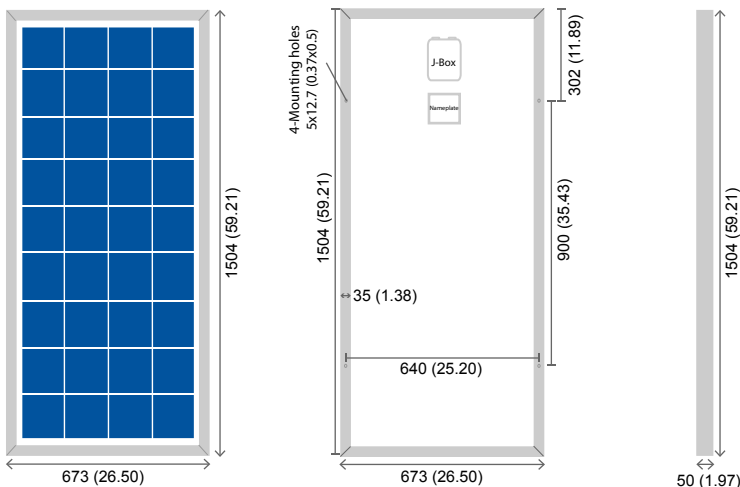 1504 (59.21)
673 (26.50)
4-Mounting holes
5x12.7 (0.37x0.5)
J-Box
Nameplate
302 (11.89)
1504 (59.21)
900 (35.43)
35 (1.38)
640 (25.20)
673 (26.50)
1504 (59.21)
50 (1.97)